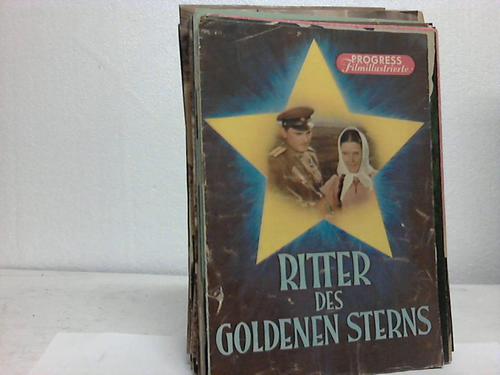 PROGRESS
Filmillustrierte
RITTER
DES
GOLDENEN STERNS